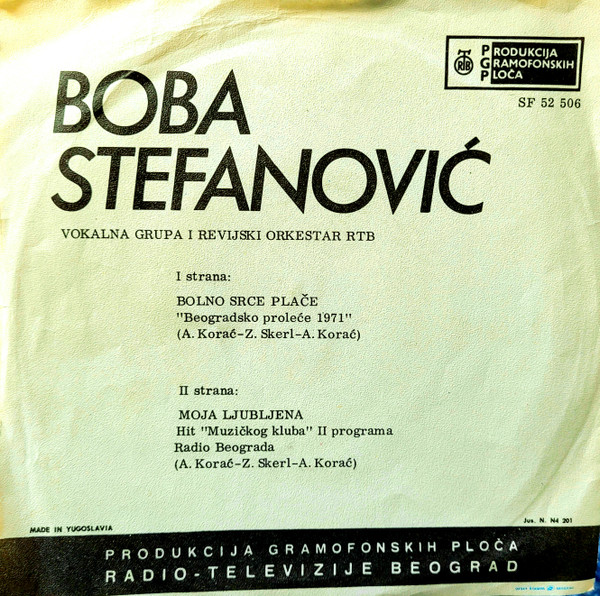 PRODUKCIJA
GRAMOFONSKIH
PLOČA
RTB
SF 52 506
BOBA
STEFANOVIĆ
VOKALNA GRUPA I REVIJSKI ORKESTAR RTB
I strana:
BOLNO SRCE PLAČE
"Beogradsko proleće 1971"
(A. Korać-Z. Skerl-A. Korać)
II strana:
MOJA LJUBLJENA
Hit "Muzičkog kluba" II programa
Radio Beograda
(A. Korać-Z. Skerl-A. Korać)
MADE IN YUGOSLAVIA
Jus. N. N4 201
PRODUKCIJA GRAMOFONSKIH PLOČA
RADIO-TELEVIZIJE BEOGRAD